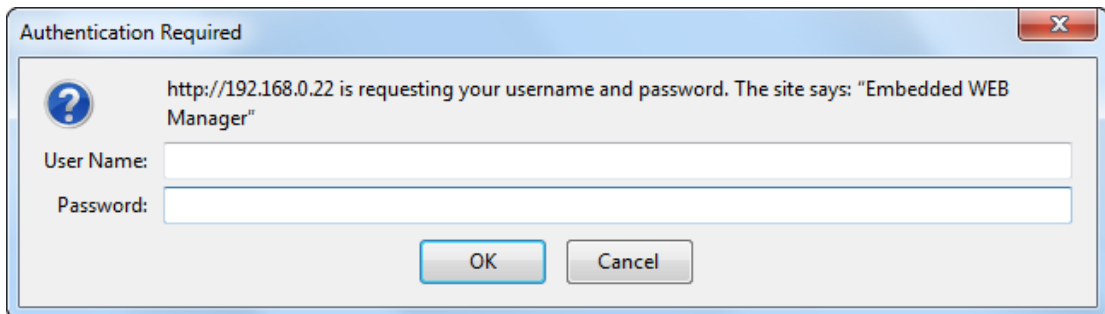 Authentication Required
http://192.168.0.22 is requesting your username and password. The site says: “Embedded WEB
Manager”
User Name:
Password:
OK
Cancel